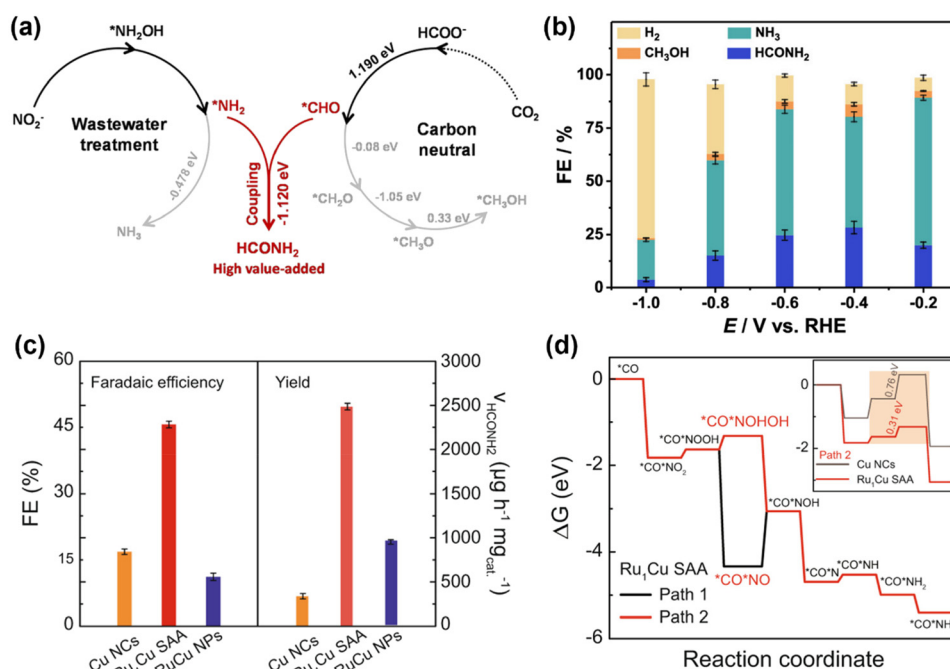 (a)
*NH₂OH
HCOO⁻
1.190 eV
NO₂⁻
*NH₂
*CHO
CO₂
Wastewater
treatment
Carbon
neutral
-0.478 eV
-0.08 eV
Coupling
-1.120 eV
*CH₂O
-1.05 eV
0.33 eV
*CH₃OH
NH₃
*CH₃O
HCONH₂
High value-added
(b)
H₂
NH₃
CH₃OH
HCONH₂
FE / %
100
75
50
25
0
-1.0
-0.8
-0.6
-0.4
-0.2
E / V vs. RHE
(c)
Faradaic efficiency
Yield
FE (%)
60
45
30
15
0
3000
2500
2000
1500
1000
500
0
V_HCONH2 (μg h⁻¹ mg_cat.⁻¹)
Cu NCs
Ru₁Cu SAA
RuCu NPs
Cu NCs
Ru₁Cu SAA
RuCu NPs
(d)
ΔG (eV)
0
-2
-4
-6
*CO
*CO*NO₂
*CO*NOOH
*CO*NOHOH
*CO*NO
*CO*NOH
*CO*N
*CO*NH
*CO*NH₂
*CO*NH
Ru₁Cu SAA
Path 1
Path 2
0
-2
0.76 eV
0.31 eV
Path 2
Cu NCs
Ru₁Cu SAA
Reaction coordinate